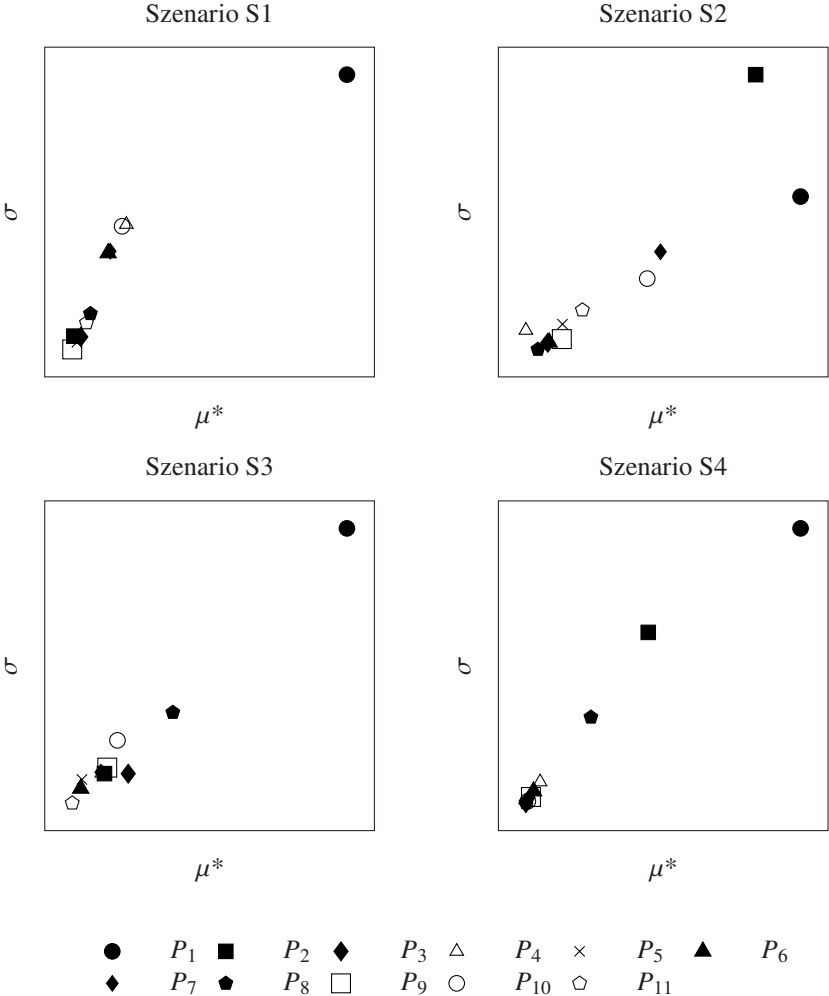 Szenario S1 Szenario S2
σ σ
μ* μ*
Szenario S3 Szenario S4
σ σ
μ* μ*
P₁ P₂ P₃ P₄ P₅ P₆
P₇ P₈ P₉ P₁₀ P₁₁